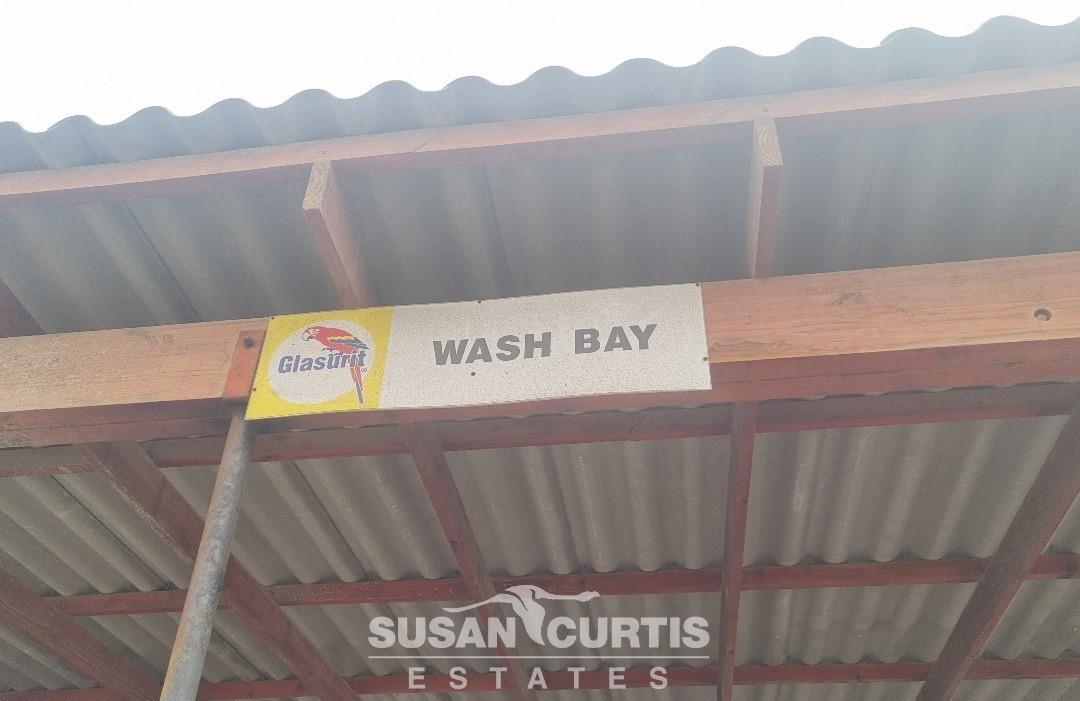 Glasurit®
WASH BAY
SUSAN CURTIS
ESTATES